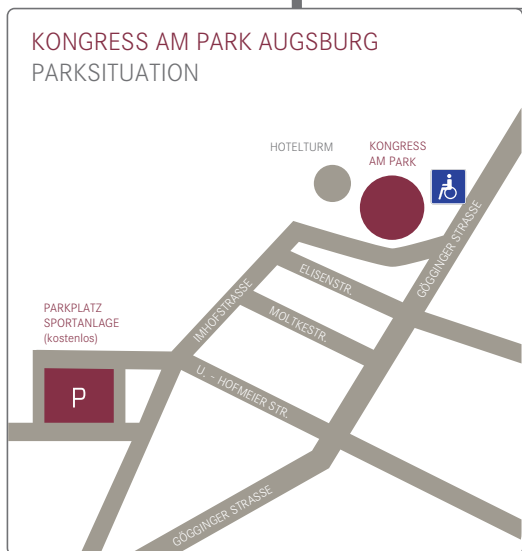 KONGRESS AM PARK AUGSBURG
PARKSITUATION
HOTELTURM
KONGRESS
AM PARK
GÖGGINGER STRASSE
ELISENSTR.
IMHOFSTRASSE
MOLTKESTR.
PARKPLATZ
SPORTANLAGE
(kostenlos)
P
U. - HOFMEIER STR.
GÖGGINGER STRASSE